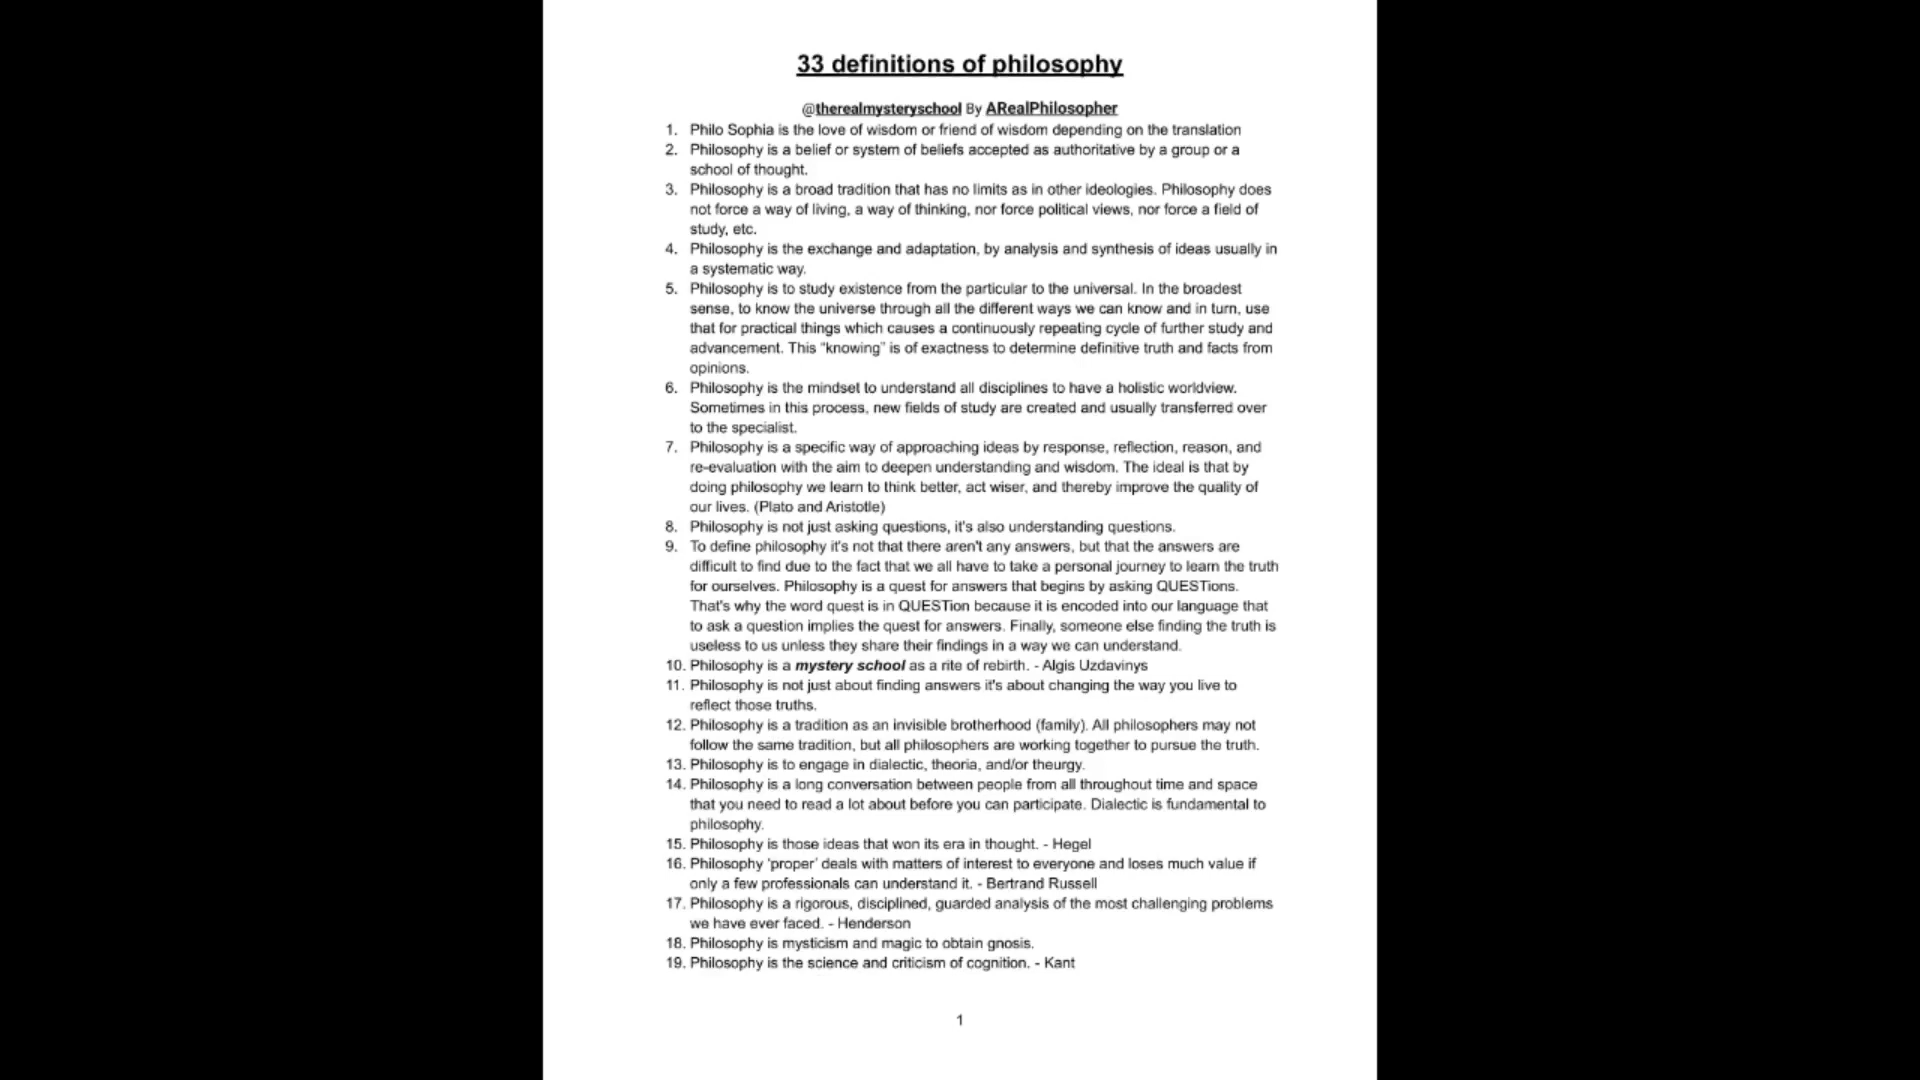 33 definitions of philosophy
@therealmysteryschool By ARealPhilosopher
1. Philo Sophia is the love of wisdom or friend of wisdom depending on the translation
2. Philosophy is a belief or system of beliefs accepted as authoritative by a group or a
school of thought.
3. Philosophy is a broad tradition that has no limits as in other ideologies. Philosophy does
not force a way of living, a way of thinking, nor force political views, nor force a field of
study, etc.
4. Philosophy is the exchange and adaptation, by analysis and synthesis of ideas usually in
a systematic way.
5. Philosophy is to study existence from the particular to the universal. In the broadest
sense, to know the universe through all the different ways we can know and in turn, use
that for practical things which causes a continuously repeating cycle of further study and
advancement. This “knowing” is of exactness to determine definitive truth and facts from
opinions.
6. Philosophy is the mindset to understand all disciplines to have a holistic worldview.
Sometimes in this process, new fields of study are created and usually transferred over
to the specialist.
7. Philosophy is a specific way of approaching ideas by response, reflection, reason, and
re-evaluation with the aim to deepen understanding and wisdom. The ideal is that by
doing philosophy we learn to think better, act wiser, and thereby improve the quality of
our lives. (Plato and Aristotle)
8. Philosophy is not just asking questions, it's also understanding questions.
9. To define philosophy it's not that there aren't any answers, but that the answers are
difficult to find due to the fact that we all have to take a personal journey to learn the truth
for ourselves. Philosophy is a quest for answers that begins by asking QUESTions.
That's why the word quest is in QUESTion because it is encoded into our language that
to ask a question implies the quest for answers. Finally, someone else finding the truth is
useless to us unless they share their findings in a way we can understand.
10. Philosophy is a mystery school as a rite of rebirth. - Algis Uzdavinys
11. Philosophy is not just about finding answers it's about changing the way you live to
reflect those truths.
12. Philosophy is a tradition as an invisible brotherhood (family). All philosophers may not
follow the same tradition, but all philosophers are working together to pursue the truth.
13. Philosophy is to engage in dialectic, theoria, and/or theurgy.
14. Philosophy is a long conversation between people from all throughout time and space
that you need to read a lot about before you can participate. Dialectic is fundamental to
philosophy.
15. Philosophy is those ideas that won its era in thought. - Hegel
16. Philosophy ‘proper’ deals with matters of interest to everyone and loses much value if
only a few professionals can understand it. - Bertrand Russell
17. Philosophy is a rigorous, disciplined, guarded analysis of the most challenging problems
we have ever faced. - Henderson
18. Philosophy is mysticism and magic to obtain gnosis.
19. Philosophy is the science and criticism of cognition. - Kant
1